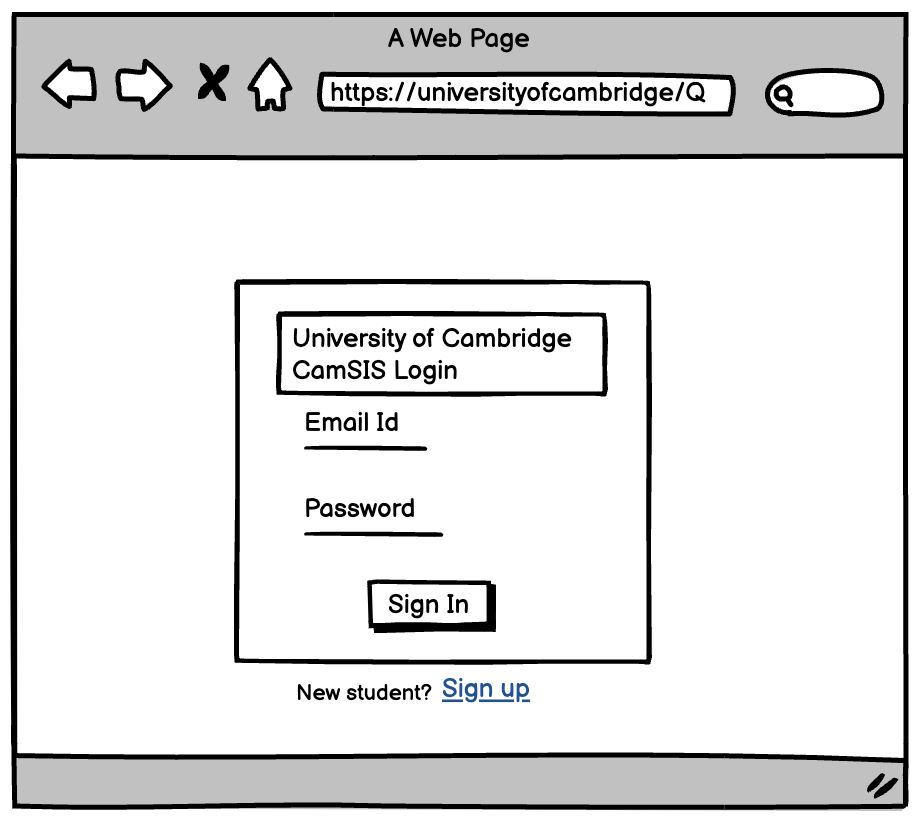 A Web Page
https://universityofcambridge/Q
University of Cambridge
CamSIS Login
Email Id
Password
Sign In
New student? Sign up